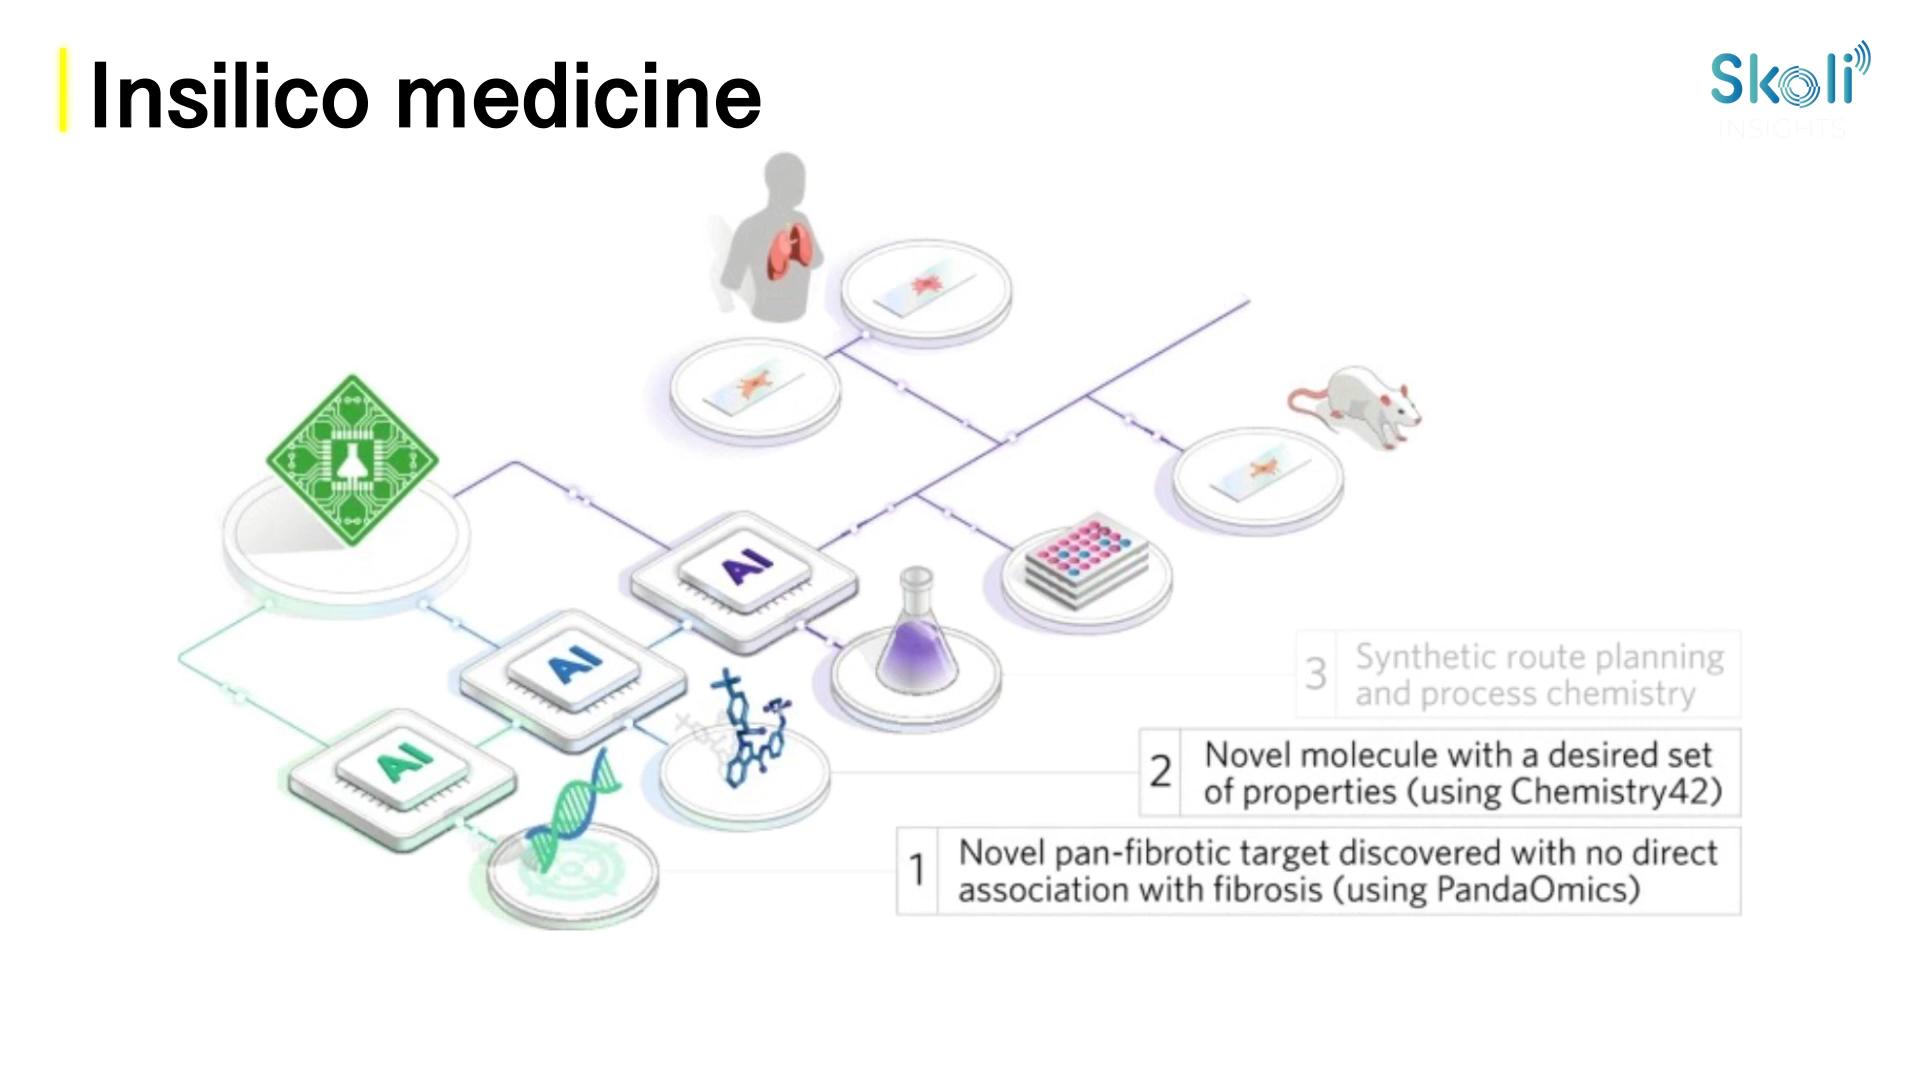 Insilico medicine
Skoli
INSIGHTS
AI
AI
AI
3
Synthetic route planning
and process chemistry
2
Novel molecule with a desired set
of properties (using Chemistry42)
1
Novel pan-fibrotic target discovered with no direct
association with fibrosis (using PandaOmics)